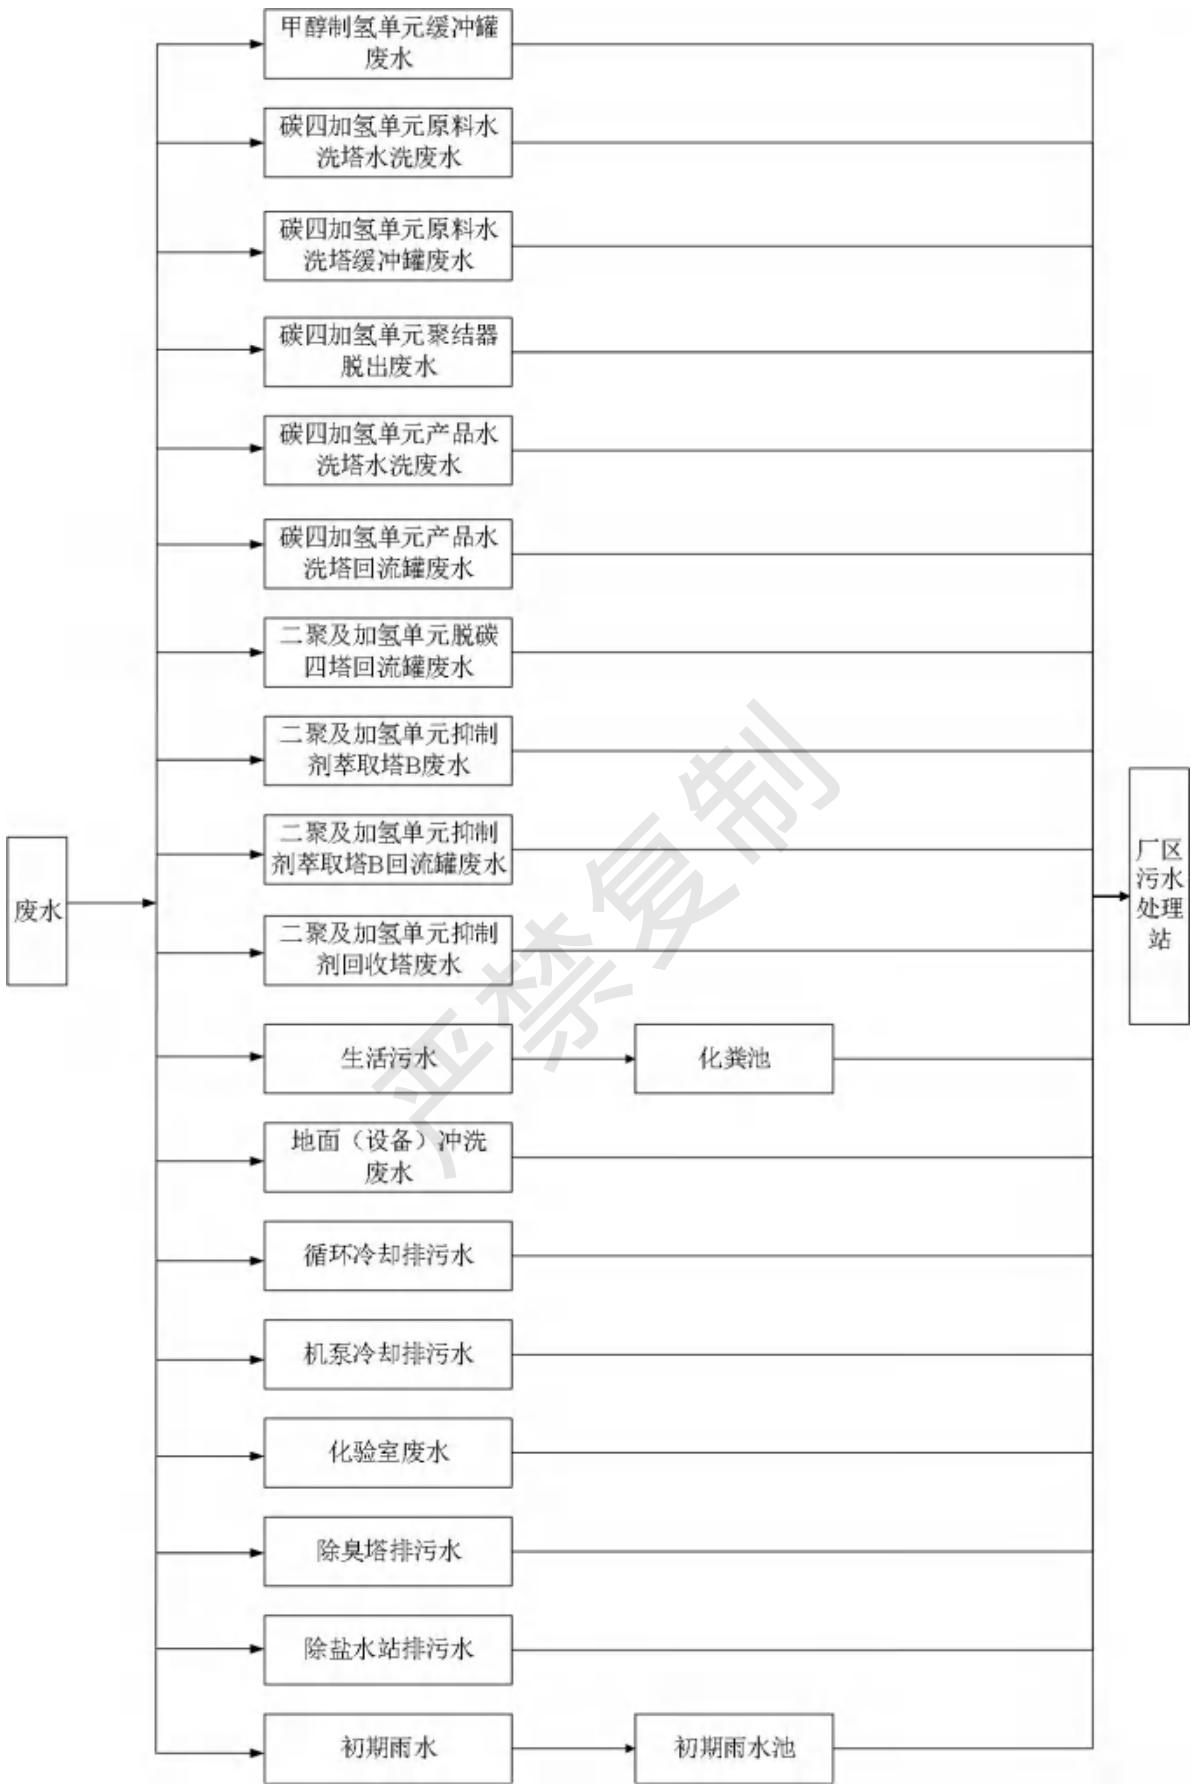 甲醇制氢单元缓冲罐
废水
碳四加氢单元原料水
洗塔水洗废水
碳四加氢单元原料水
洗塔缓冲罐废水
碳四加氢单元聚结器
脱出废水
碳四加氢单元产品水
洗塔水洗废水
碳四加氢单元产品水
洗塔回流罐废水
二聚及加氢单元脱碳
四塔回流罐废水
二聚及加氢单元抑制
剂萃取塔B废水
二聚及加氢单元抑制
剂萃取塔B回流罐废水
废水
二聚及加氢单元抑制
剂回收塔废水
厂区
污水
处理
站
生活污水
化粪池
地面（设备）冲洗
废水
循环冷却排污水
机泵冷却排污水
化验室废水
除臭塔排污水
除盐水站排污水
初期雨水
初期雨水池
严禁复制